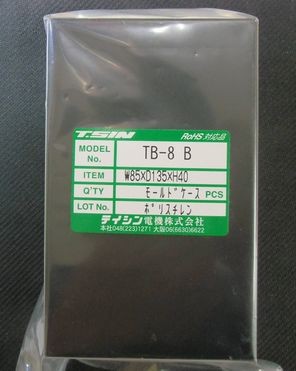 T.SIN RoHS対応品
MODEL No. TB-8 B
ITEM W85XD135XH40
Q'TY モールドケース PCS
LOT No. ポリスチレン
テイシン電機株式会社
本社048(223)1271 大阪06(6630)6622